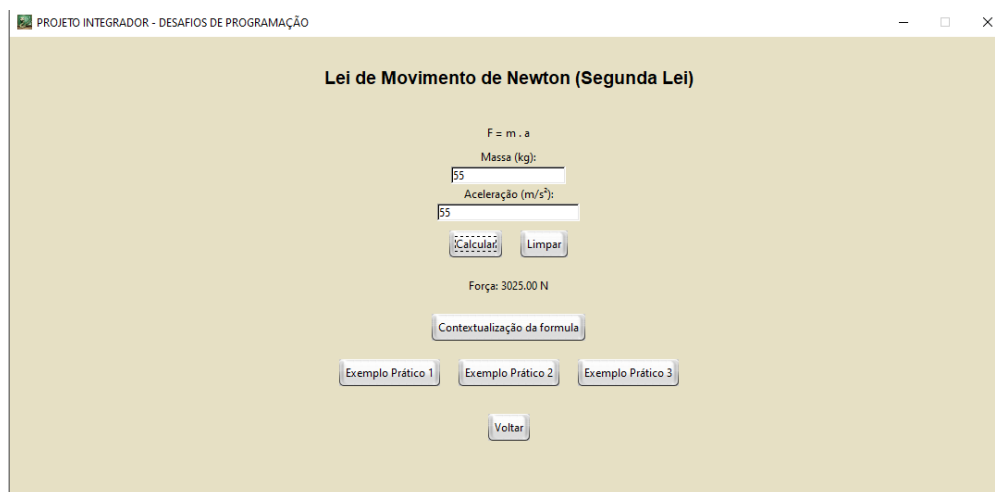 PROJETO INTEGRADOR - DESAFIOS DE PROGRAMAÇÃO
Lei de Movimento de Newton (Segunda Lei)
F = m . a
Massa (kg):
55
Aceleração (m/s²):
55
Calcular Limpar
Força: 3025.00 N
Contextualização da formula
Exemplo Prático 1 Exemplo Prático 2 Exemplo Prático 3
Voltar